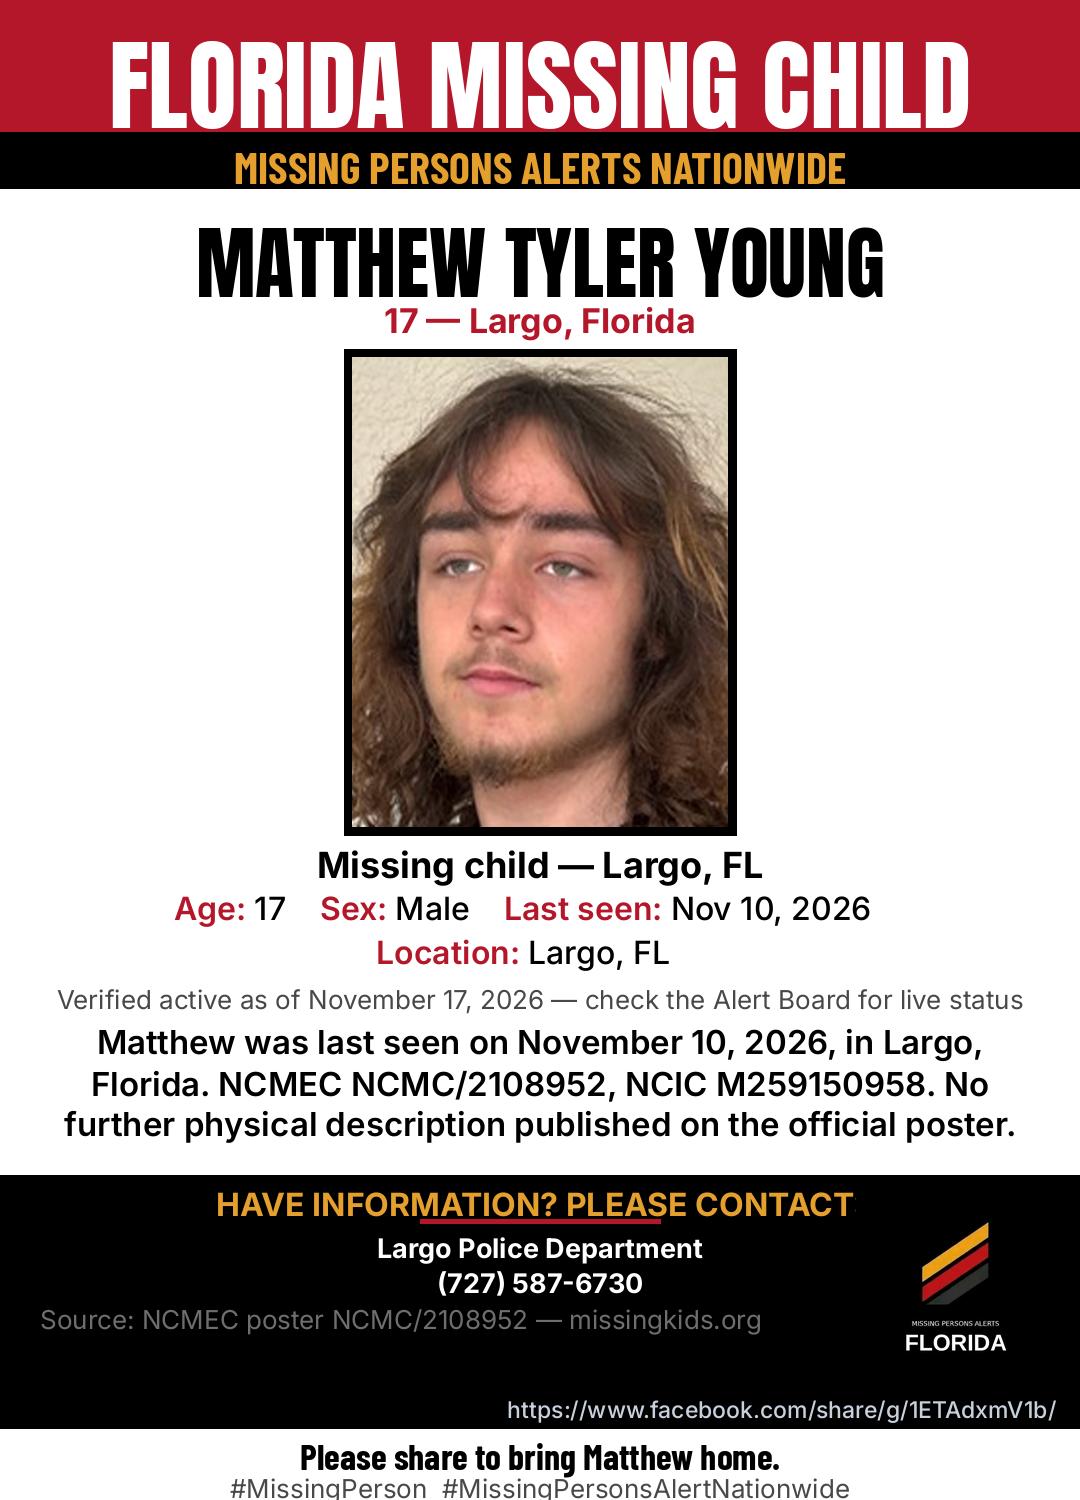 FLORIDA MISSING CHILD
MISSING PERSONS ALERTS NATIONWIDE
MATTHEW TYLER YOUNG
17 — Largo, Florida
Missing child — Largo, FL
Age: 17 Sex: Male Last seen: Nov 10, 2026
Location: Largo, FL
Verified active as of November 17, 2026 — check the Alert Board for live status
Matthew was last seen on November 10, 2026, in Largo,
Florida. NCMEC NCMC/2108952, NCIC M259150958. No
further physical description published on the official poster.
HAVE INFORMATION? PLEASE CONTACT:
Largo Police Department
(727) 587-6730
Source: NCMEC poster NCMC/2108952 — missingkids.org
MISSING PERSONS ALERTS
FLORIDA
https://www.facebook.com/share/g/1ETAdxmV1b/
Please share to bring Matthew home.
#MissingPerson #MissingPersonsAlertNationwide